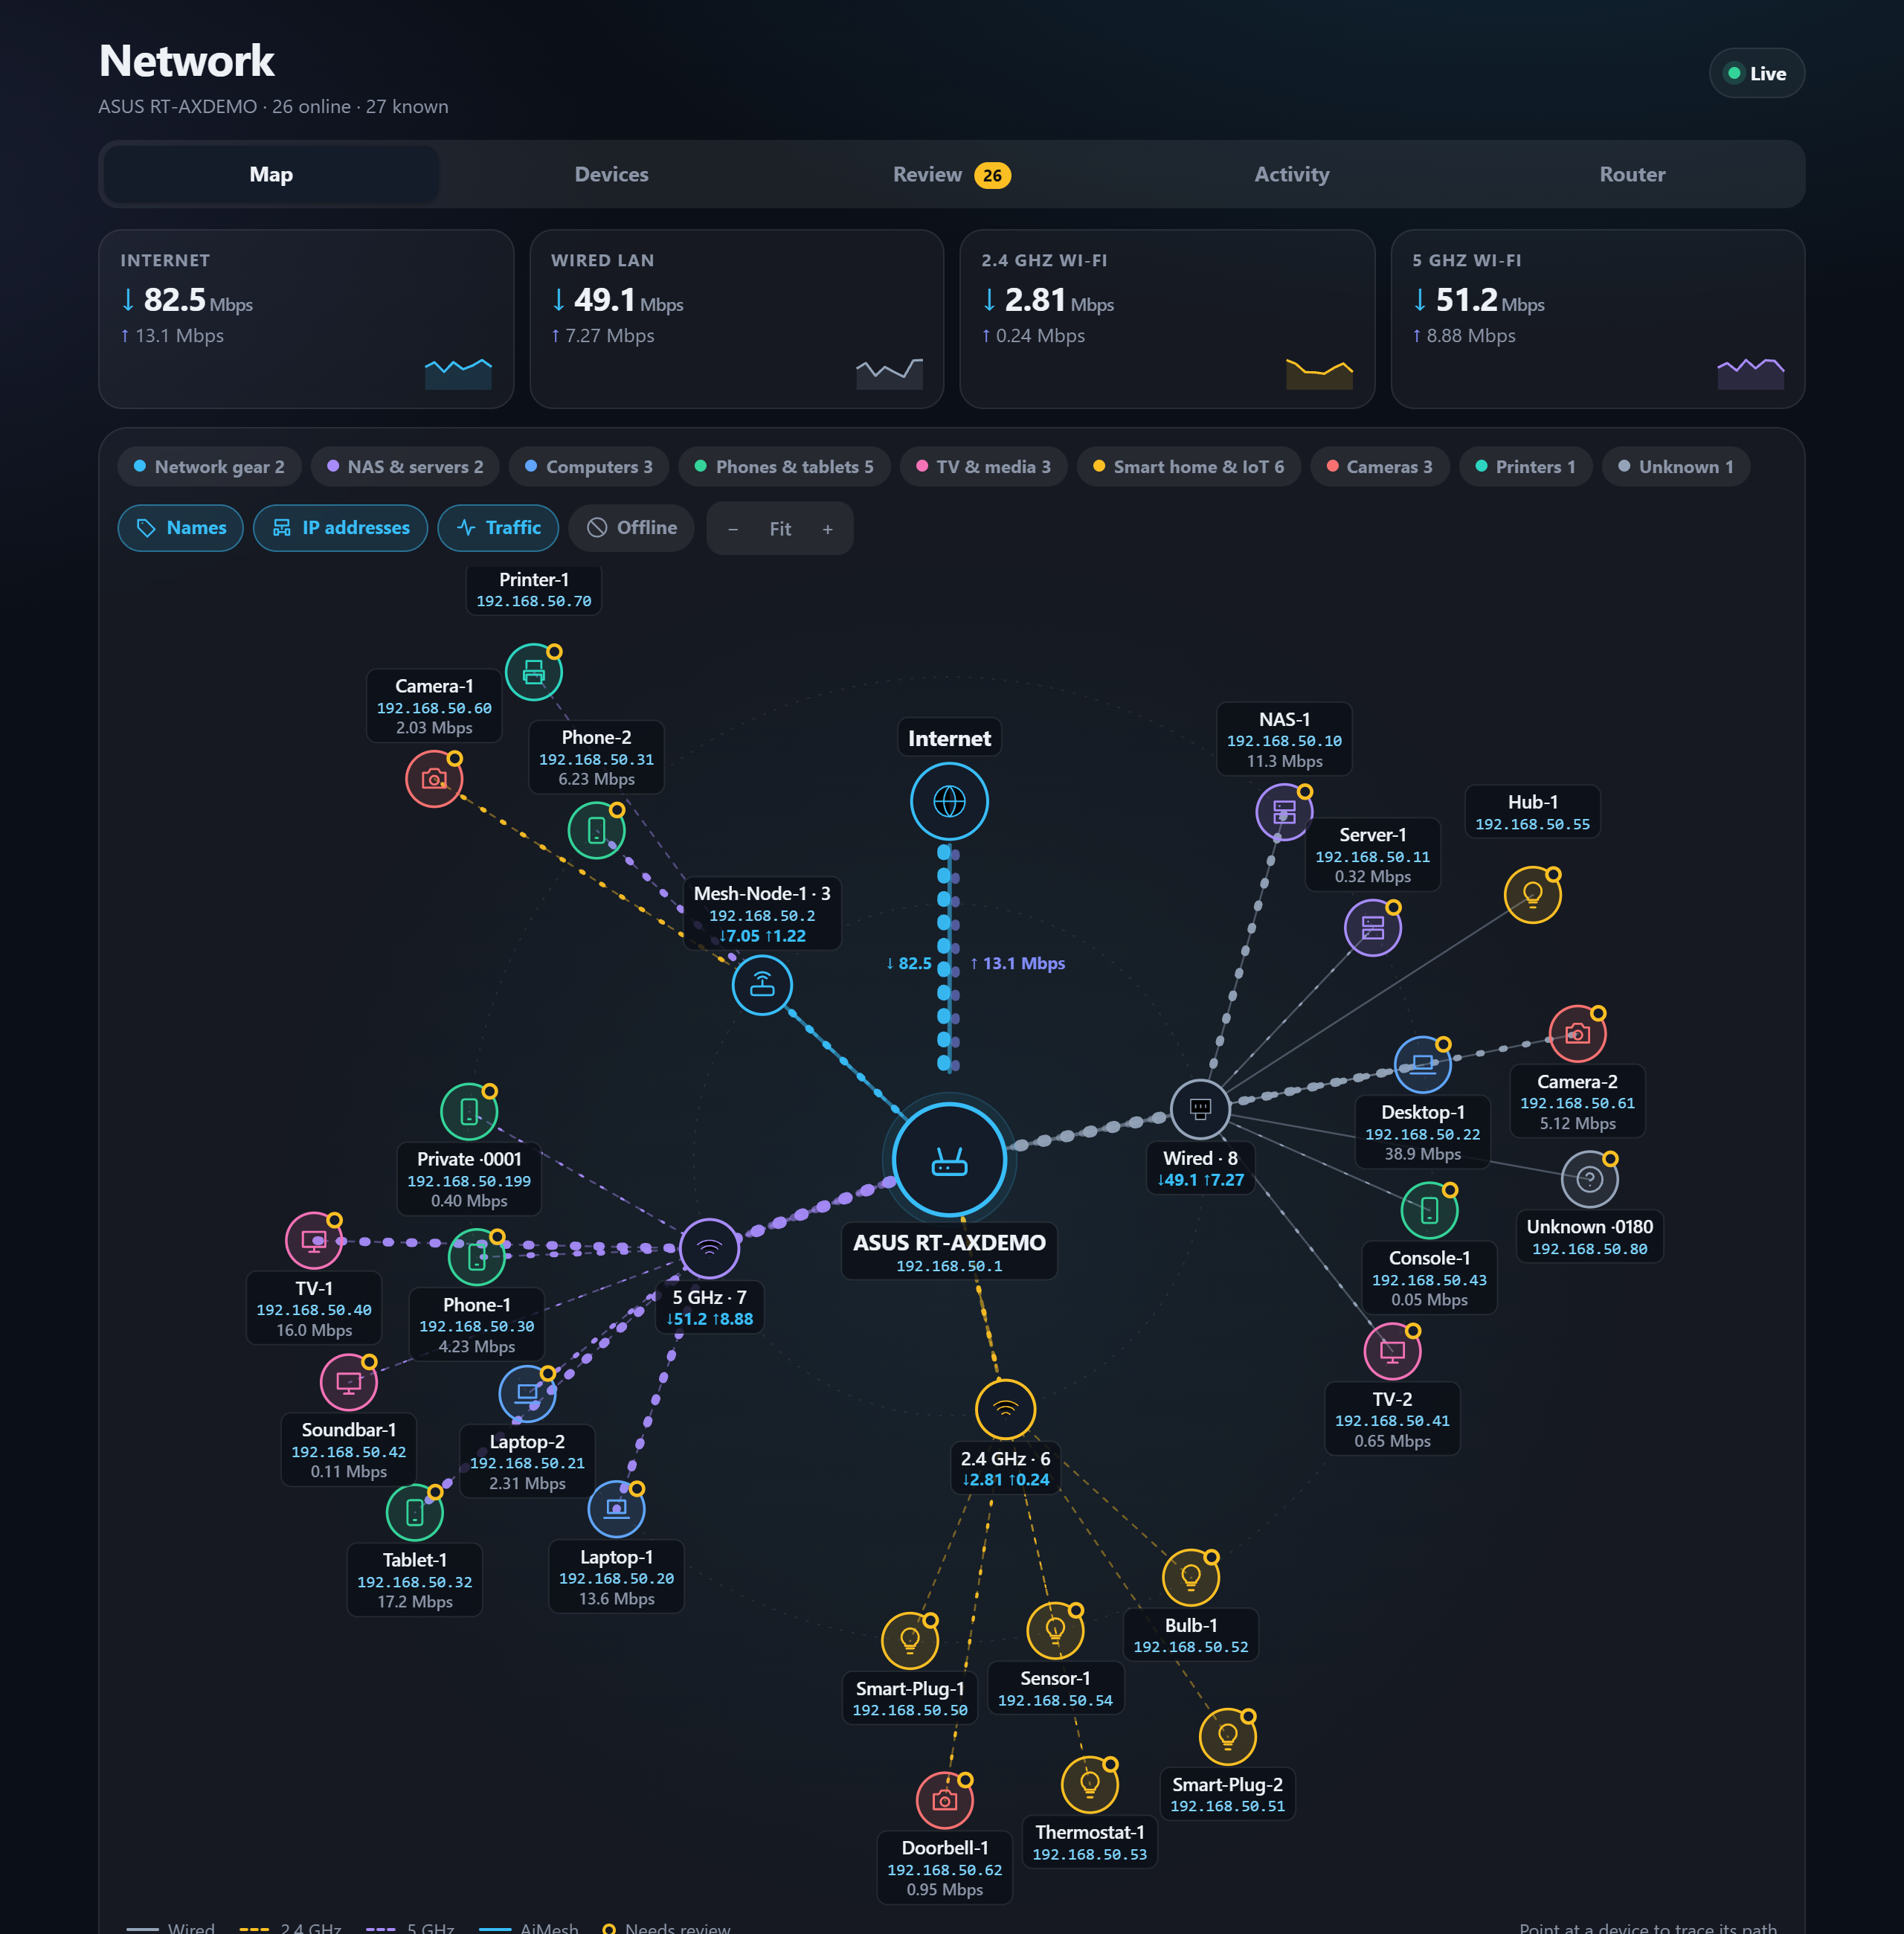 Network
ASUS RT-AXDEMO · 26 online · 27 known
Live
Map
Devices
Review 26
Activity
Router
INTERNET
↓ 82.5 Mbps
↑ 13.1 Mbps
WIRED LAN
↓ 49.1 Mbps
↑ 7.27 Mbps
2.4 GHZ WI-FI
↓ 2.81 Mbps
↑ 0.24 Mbps
5 GHZ WI-FI
↓ 51.2 Mbps
↑ 8.88 Mbps
Network gear 2
NAS & servers 2
Computers 3
Phones & tablets 5
TV & media 3
Smart home & IoT 6
Cameras 3
Printers 1
Unknown 1
Names
IP addresses
Traffic
Offline
− Fit +
Printer-1
192.168.50.70
Camera-1
192.168.50.60
2.03 Mbps
Phone-2
192.168.50.31
6.23 Mbps
Internet
NAS-1
192.168.50.10
11.3 Mbps
Hub-1
192.168.50.55
Server-1
192.168.50.11
0.32 Mbps
Mesh-Node-1 · 3
192.168.50.2
↓7.05 ↑1.22
↓ 82.5
↑ 13.1 Mbps
Camera-2
192.168.50.61
5.12 Mbps
Desktop-1
192.168.50.22
38.9 Mbps
Private ·0001
192.168.50.199
0.40 Mbps
Wired · 8
↓49.1 ↑7.27
Unknown ·0180
192.168.50.80
ASUS RT-AXDEMO
192.168.50.1
Console-1
192.168.50.43
0.05 Mbps
TV-1
192.168.50.40
16.0 Mbps
Phone-1
192.168.50.30
4.23 Mbps
5 GHz · 7
↓51.2 ↑8.88
TV-2
192.168.50.41
0.65 Mbps
Soundbar-1
192.168.50.42
0.11 Mbps
Laptop-2
192.168.50.21
2.31 Mbps
2.4 GHz · 6
↓2.81 ↑0.24
Tablet-1
192.168.50.32
17.2 Mbps
Laptop-1
192.168.50.20
13.6 Mbps
Bulb-1
192.168.50.52
Smart-Plug-1
192.168.50.50
Sensor-1
192.168.50.54
Smart-Plug-2
192.168.50.51
Thermostat-1
192.168.50.53
Doorbell-1
192.168.50.62
0.95 Mbps
Wired
2.4 GHz
5 GHz
AiMesh
Needs review
Point at a device to trace its path